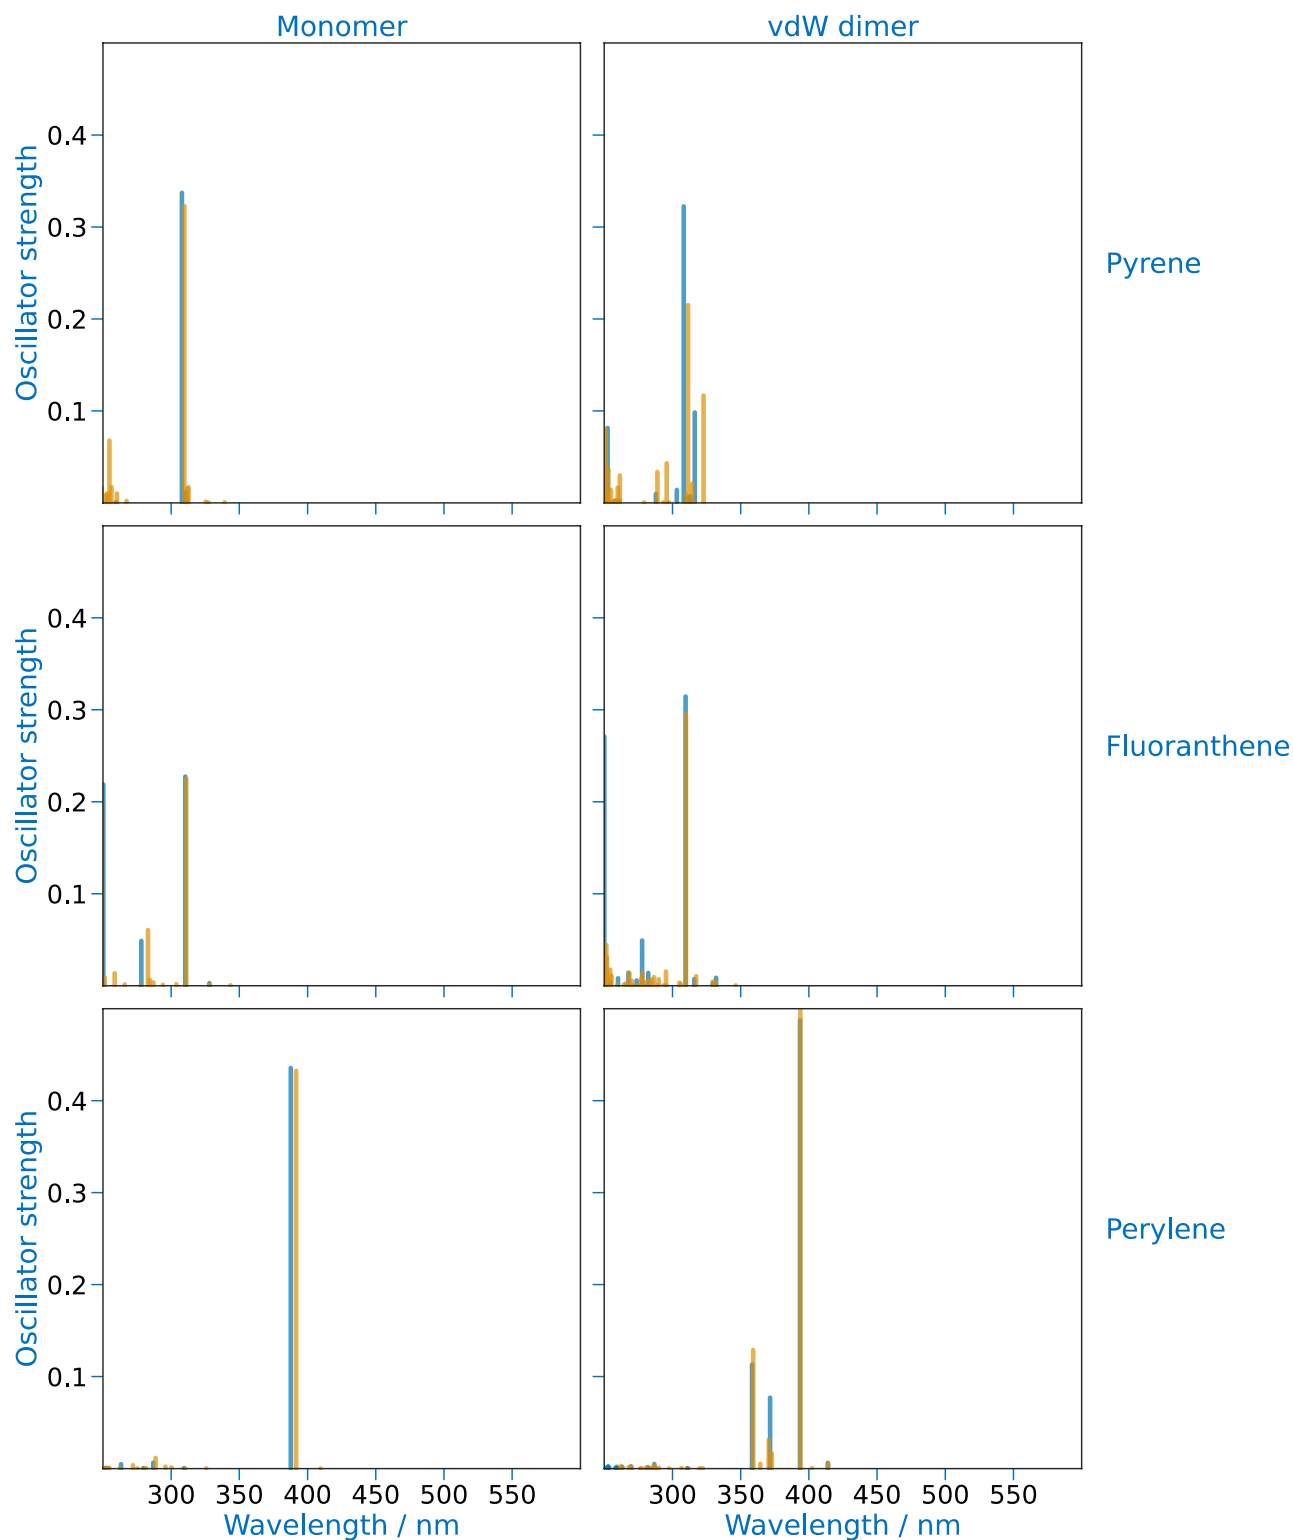 Monomer
vdW dimer
Oscillator strength
0.4
0.3
0.2
0.1
Pyrene
Oscillator strength
0.4
0.3
0.2
0.1
Fluoranthene
Oscillator strength
0.4
0.3
0.2
0.1
Perylene
300 350 400 450 500 550
300 350 400 450 500 550
Wavelength / nm
Wavelength / nm